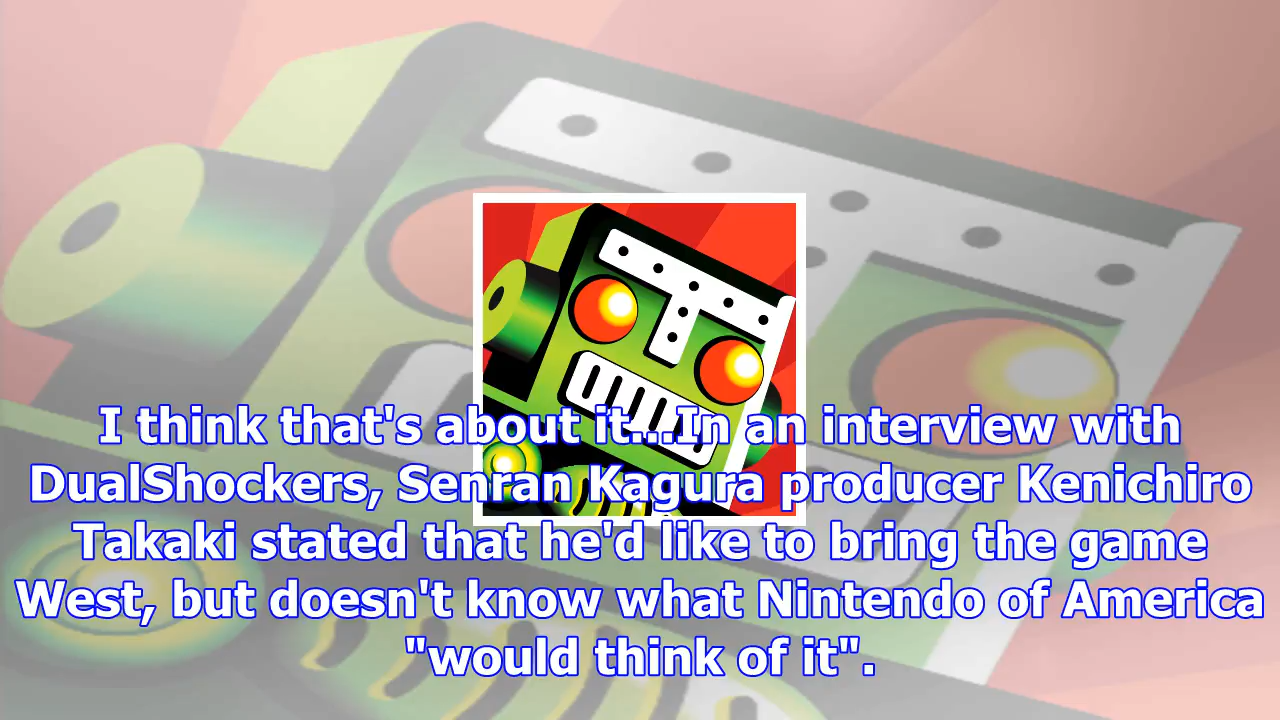 I think that's about it...In an interview with
DualShockers, Senran Kagura producer Kenichiro
Takaki stated that he'd like to bring the game
West, but doesn't know what Nintendo of America
"would think of it".